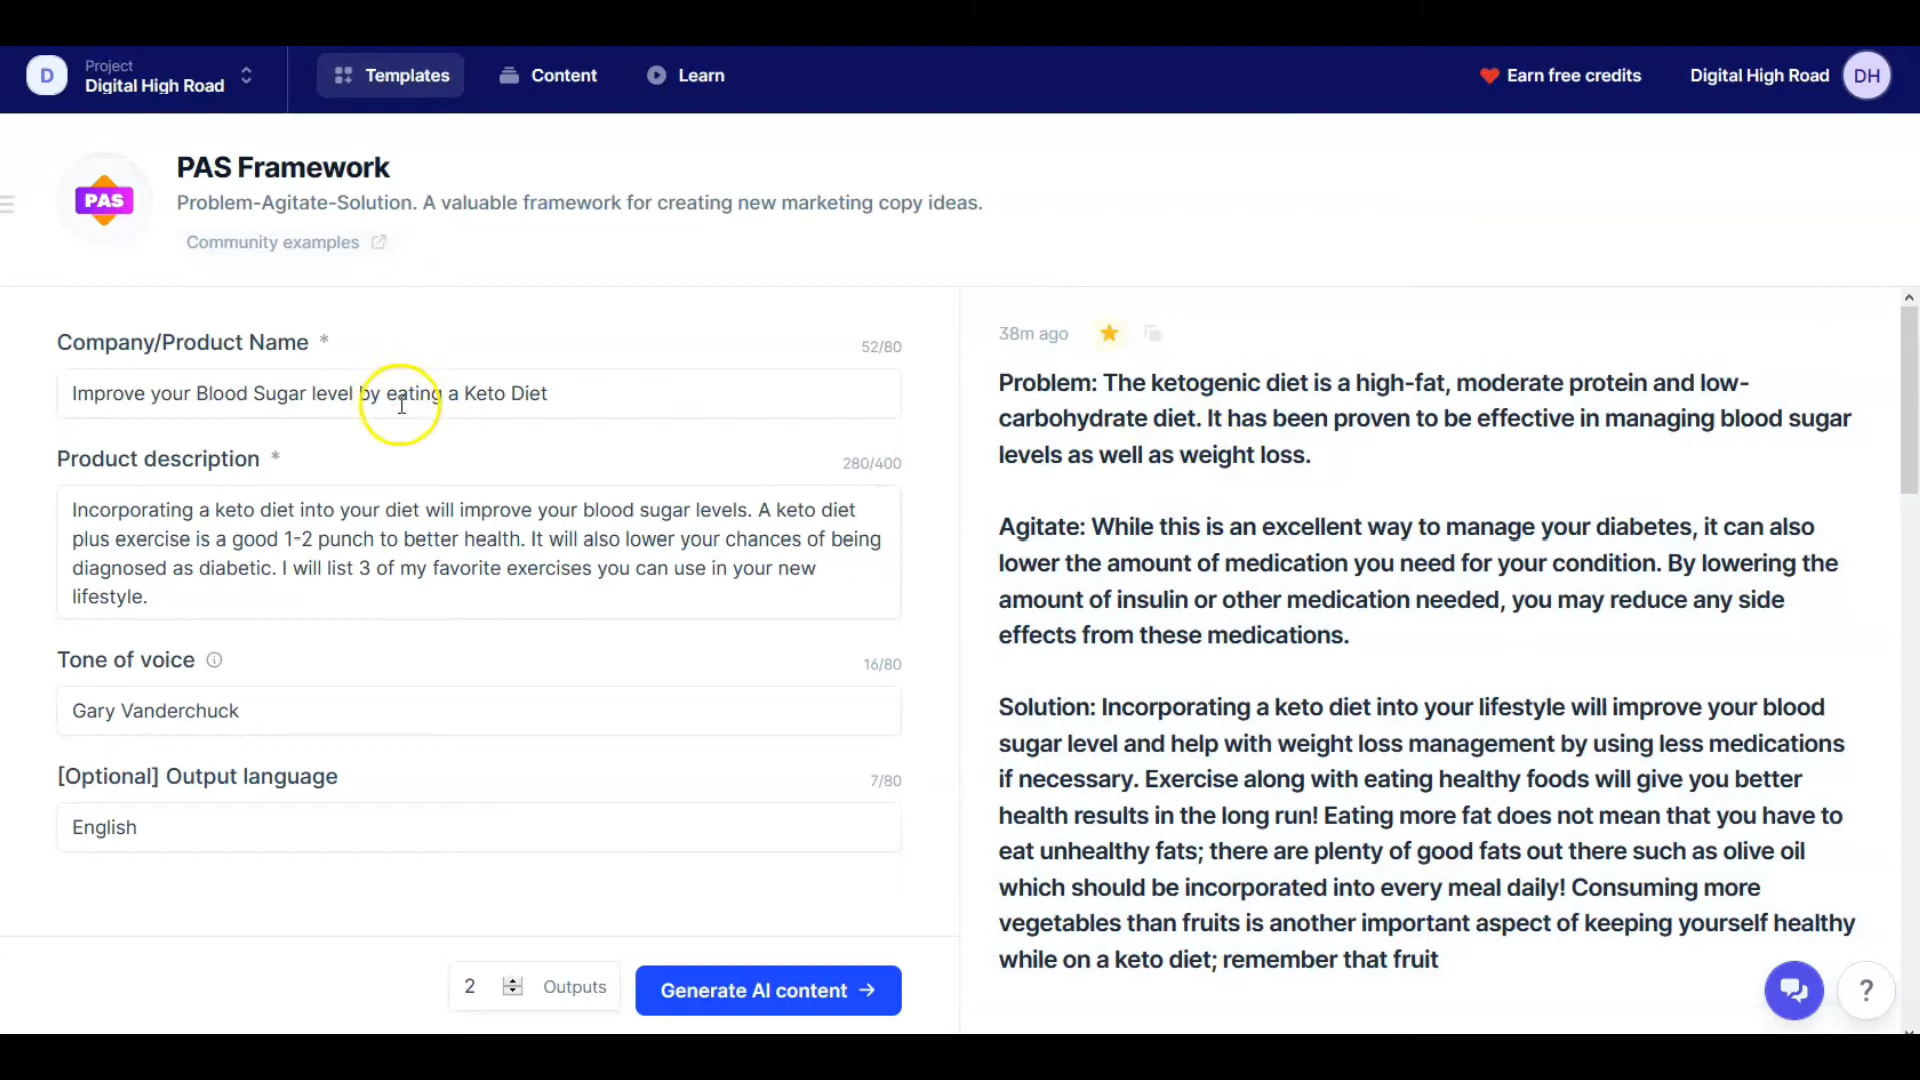 D
Project
Digital High Road
Templates
Content
Learn
Earn free credits
Digital High Road
DH
PAS
PAS Framework
Problem-Agitate-Solution. A valuable framework for creating new marketing copy ideas.
Community examples
Company/Product Name *
52/80
Improve your Blood Sugar level by eating a Keto Diet
Product description *
280/400
Incorporating a keto diet into your diet will improve your blood sugar levels. A keto diet
plus exercise is a good 1-2 punch to better health. It will also lower your chances of being
diagnosed as diabetic. I will list 3 of my favorite exercises you can use in your new
lifestyle.
Tone of voice
16/80
Gary Vanderchuck
[Optional] Output language
7/80
English
2
Outputs
Generate AI content →
38m ago
Problem: The ketogenic diet is a high-fat, moderate protein and low-
carbohydrate diet. It has been proven to be effective in managing blood sugar
levels as well as weight loss.
Agitate: While this is an excellent way to manage your diabetes, it can also
lower the amount of medication you need for your condition. By lowering the
amount of insulin or other medication needed, you may reduce any side
effects from these medications.
Solution: Incorporating a keto diet into your lifestyle will improve your blood
sugar level and help with weight loss management by using less medications
if necessary. Exercise along with eating healthy foods will give you better
health results in the long run! Eating more fat does not mean that you have to
eat unhealthy fats; there are plenty of good fats out there such as olive oil
which should be incorporated into every meal daily! Consuming more
vegetables than fruits is another important aspect of keeping yourself healthy
while on a keto diet; remember that fruit
?